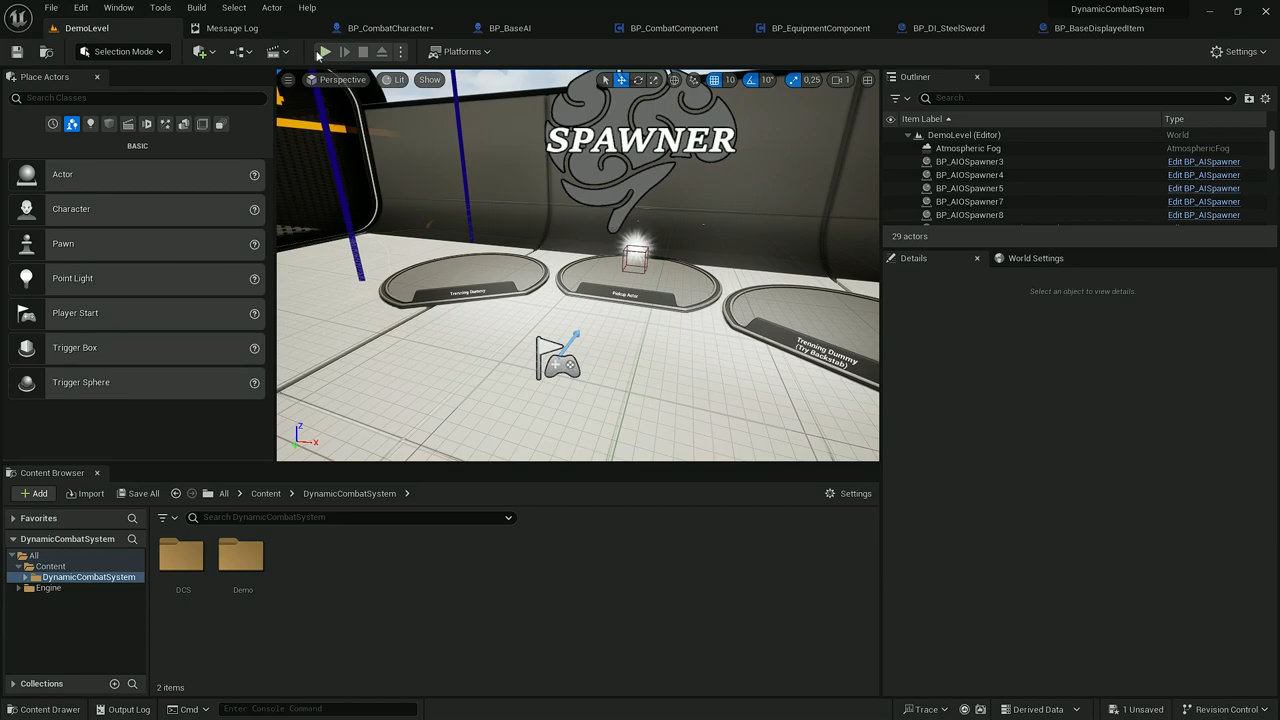 File Edit Window Tools Build Select Actor Help
DynamicCombatSystem
DemoLevel Message Log BP_CombatCharacter* BP_BaseAI BP_CombatComponent BP_EquipmentComponent BP_DI_SteelSword BP_BaseDisplayedItem
Selection Mode Platforms Settings
Place Actors
Search Classes
BASIC
Actor
Character
Pawn
Point Light
Player Start
Trigger Box
Trigger Sphere
Perspective Lit Show 10 10° 0,25 1
SPAWNER
Trenning Dummy
Pickup Actor
Trenning Dummy
(Try Backstab)
Z
X
Outliner
Search...
Item Label Type
DemoLevel (Editor) World
Atmospheric Fog AtmosphericFog
BP_AIOSpawner3 Edit BP_AISpawner
BP_AIOSpawner4 Edit BP_AISpawner
BP_AIOSpawner5 Edit BP_AISpawner
BP_AIOSpawner7 Edit BP_AISpawner
BP_AIOSpawner8 Edit BP_AISpawner
29 actors
Details World Settings
Select an object to view details.
Content Browser
Add Import Save All All Content DynamicCombatSystem Settings
Favorites
Search DynamicCombatSystem
DynamicCombatSystem
All
Content
DynamicCombatSystem
Engine
DCS Demo
Collections
2 items
Content Drawer Output Log Cmd Enter Console Command Trace Derived Data 1 Unsaved Revision Control